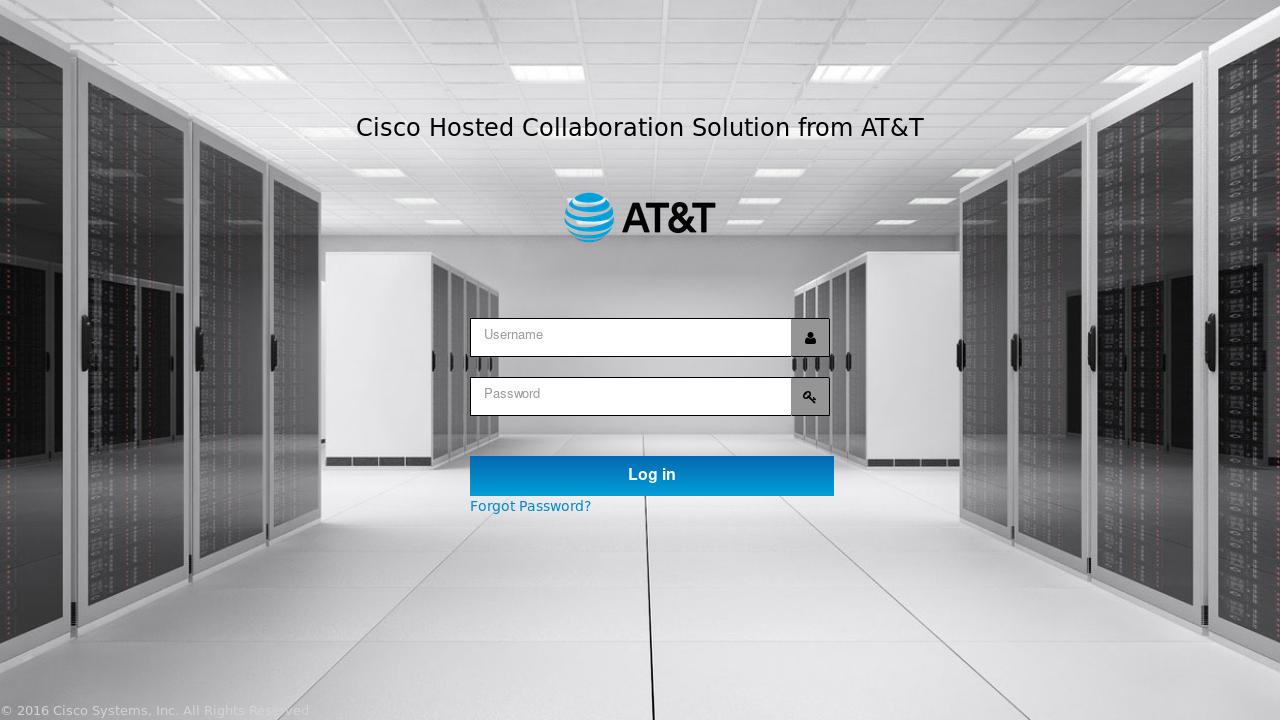 Cisco Hosted Collaboration Solution from AT&T
AT&T
Username
Password
Log in
Forgot Password?
© 2016 Cisco Systems, Inc. All Rights Reserved